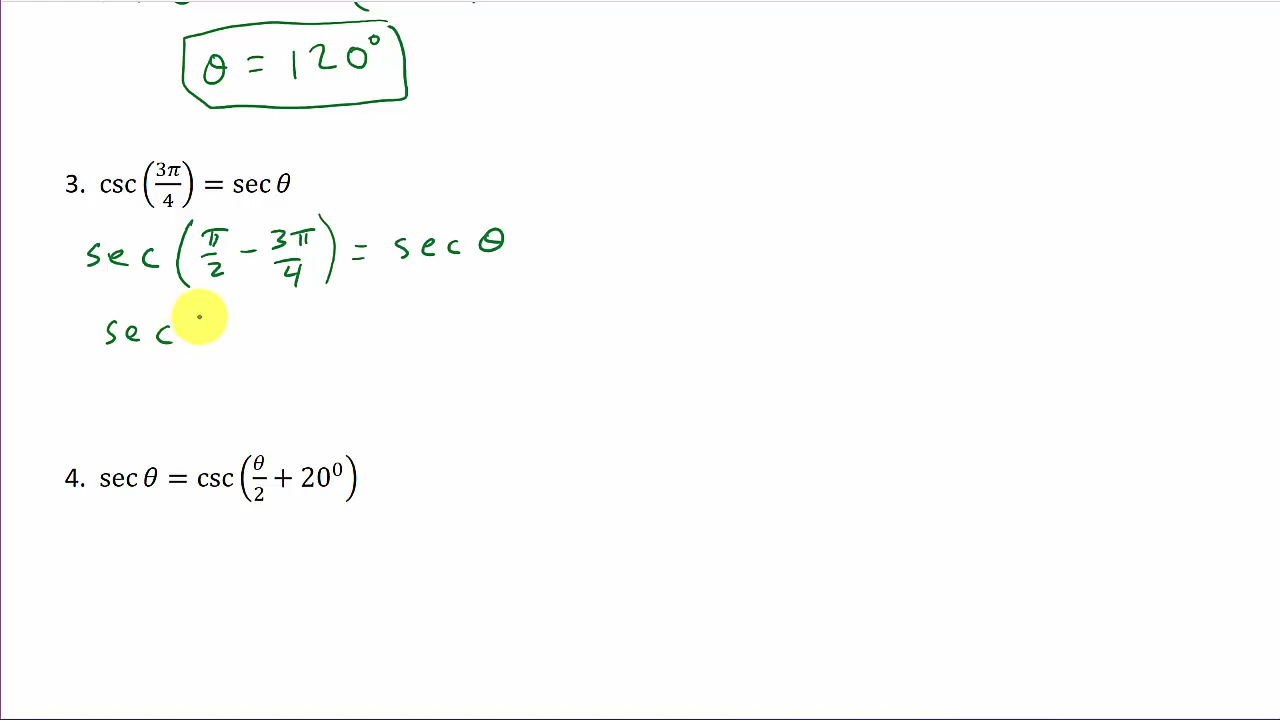 θ = 120°
3. csc(3π/4) = sec θ
sec(π/2 − 3π/4) = sec θ
sec
4. sec θ = csc(θ/2 + 20⁰)